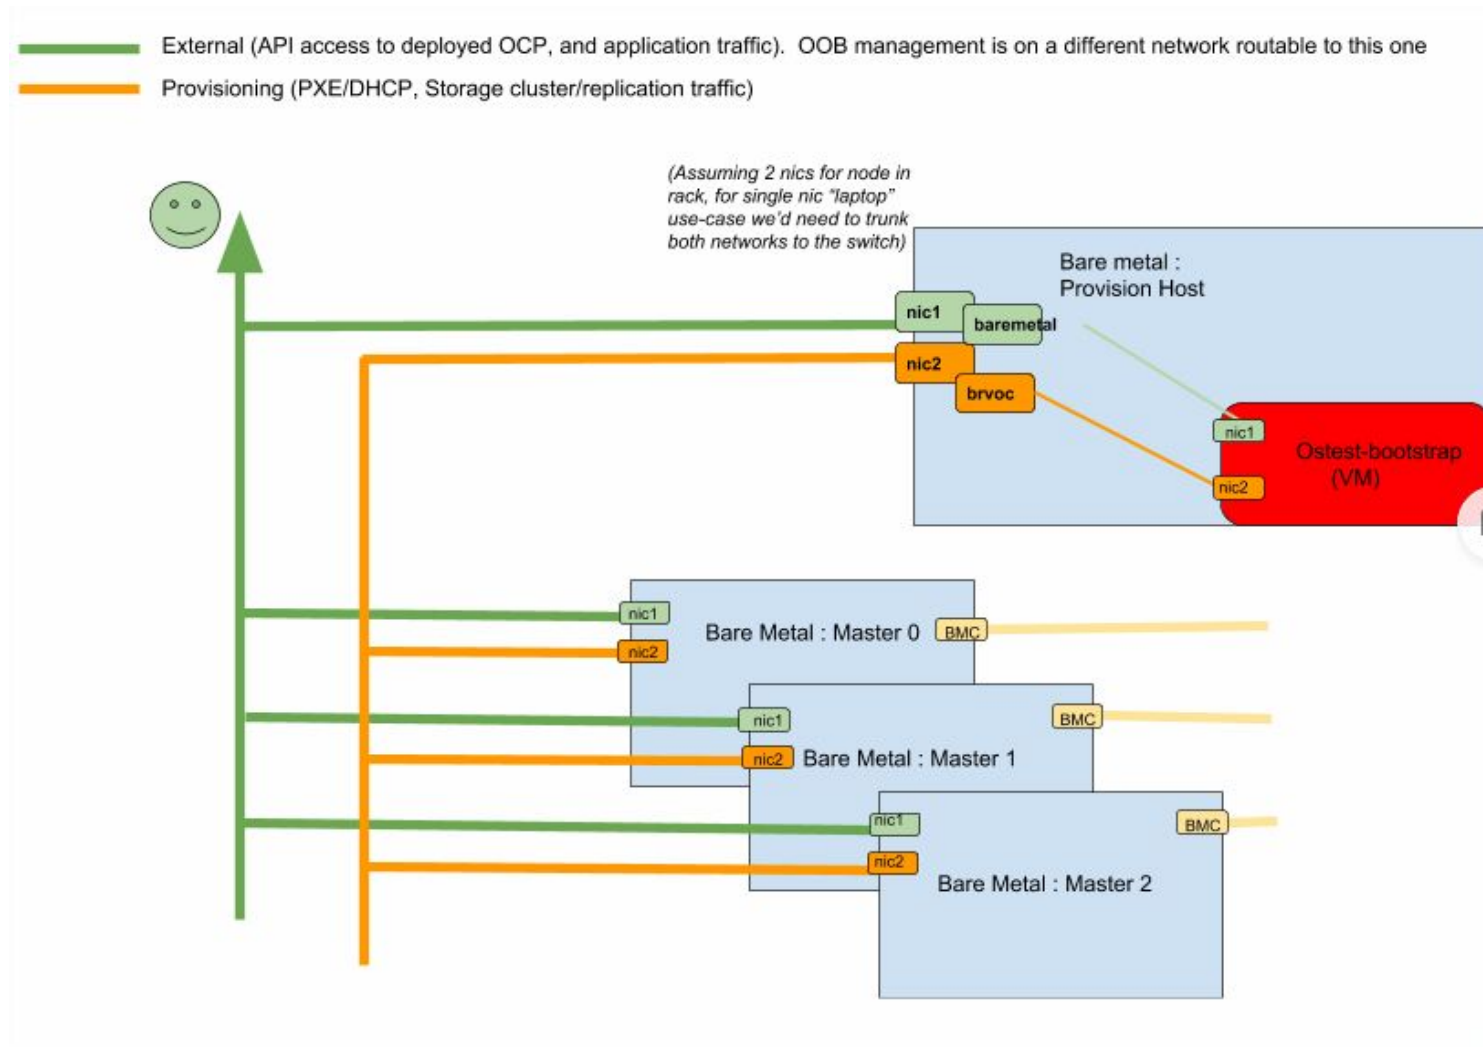 External (API access to deployed OCP, and application traffic).  OOB management is on a different network routable to this one
Provisioning (PXE/DHCP, Storage cluster/replication traffic)
(Assuming 2 nics for node in
rack, for single nic “laptop”
use-case we’d need to trunk
both networks to the switch)
Bare metal :
Provision Host
nic1
baremetal
nic2
brvoc
nic1
Ostest-bootstrap
(VM)
nic2
nic1
Bare Metal : Master 0
BMC
nic2
nic1
BMC
nic2
Bare Metal : Master 1
nic1
BMC
nic2
Bare Metal : Master 2